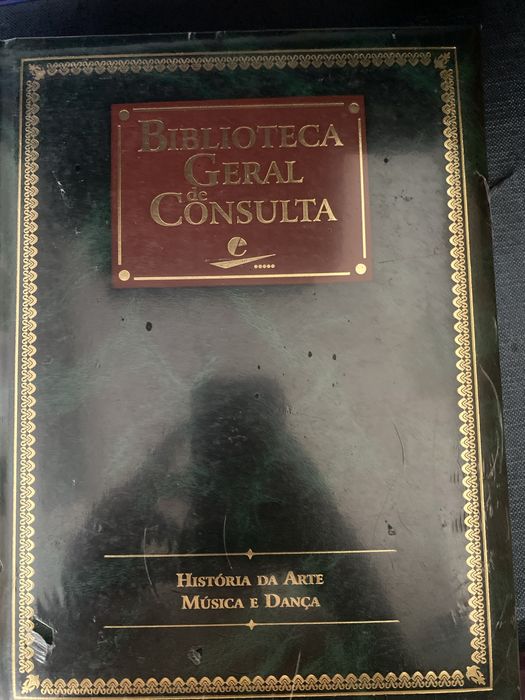 BIBLIOTECA
GERAL
de
CONSULTA
e
HISTÓRIA DA ARTE
MÚSICA E DANÇA